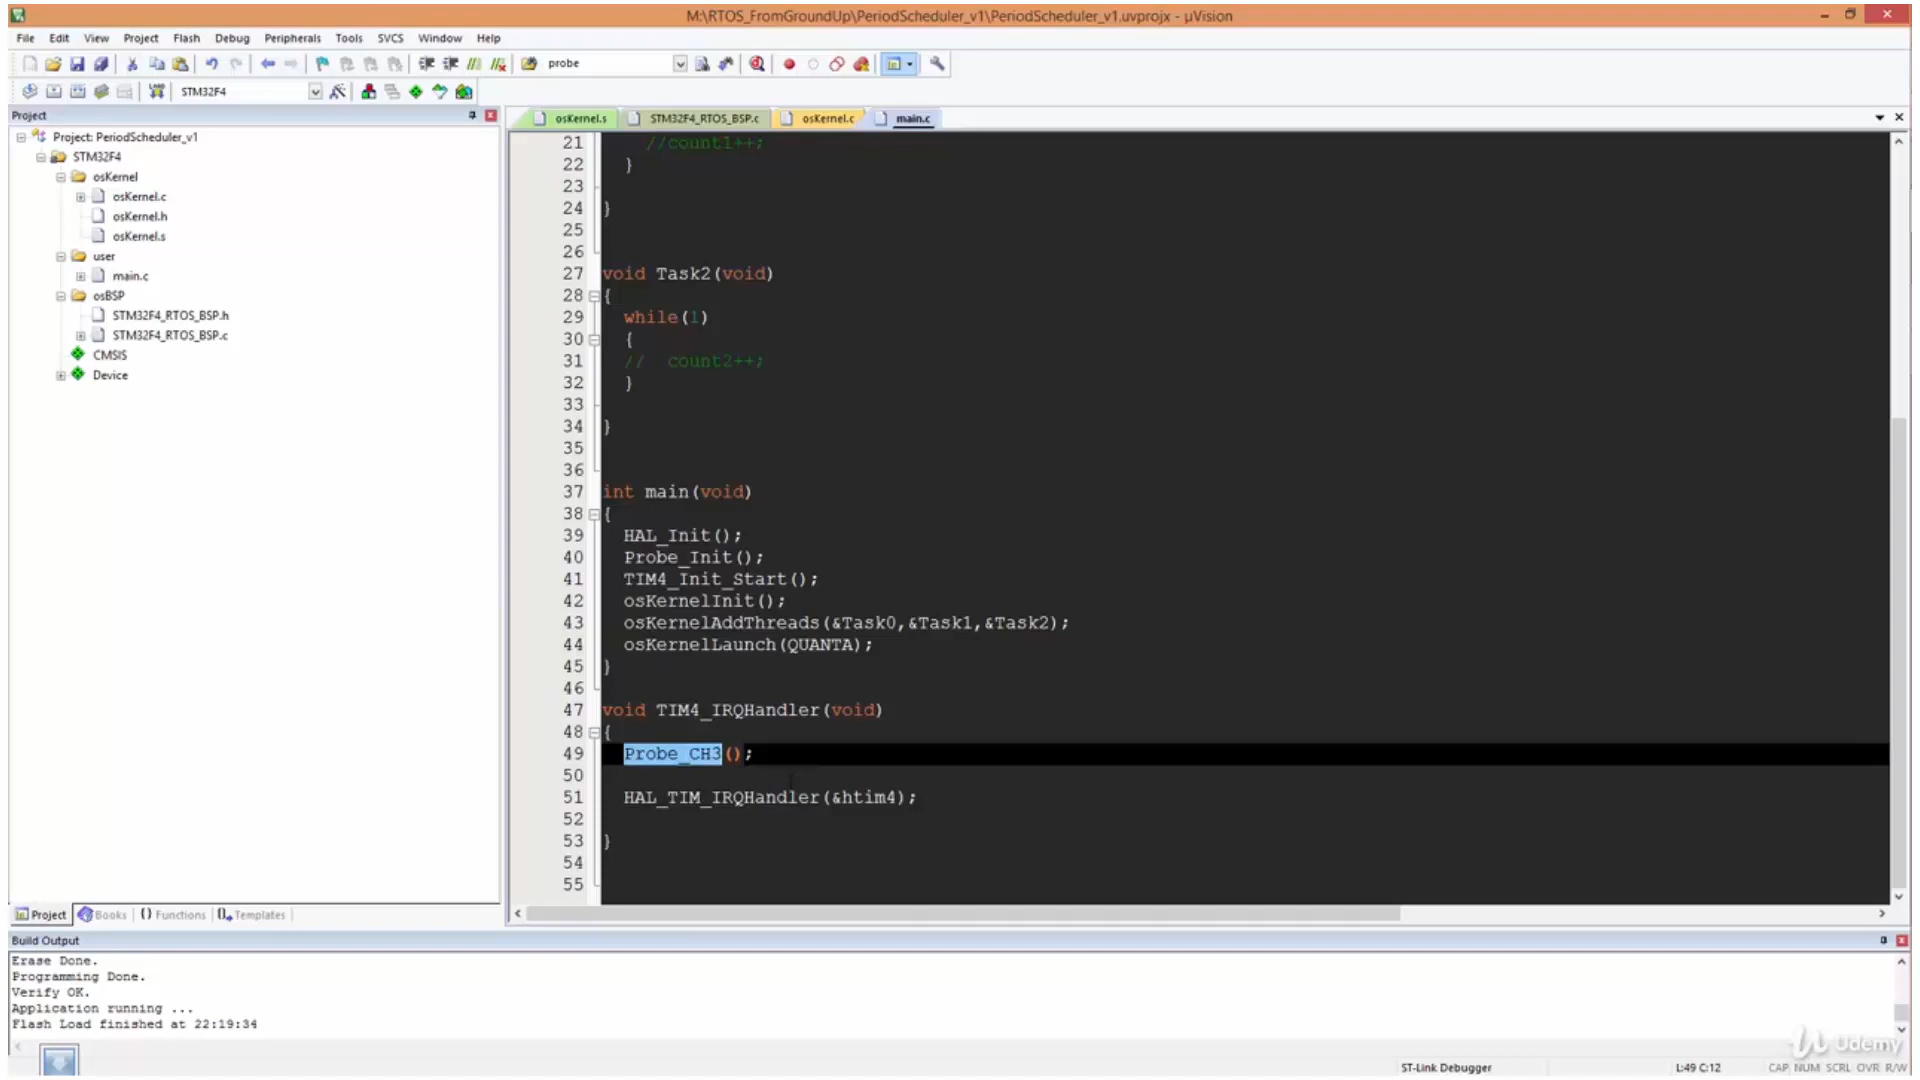 M:\RTOS_FromGroundUp\PeriodScheduler_v1\PeriodScheduler_v1.uvprojx - µVision
File Edit View Project Flash Debug Peripherals Tools SVCS Window Help
probe
STM32F4
Project
osKernel.s STM32F4_RTOS_BSP.c osKernel.c main.c
Project: PeriodScheduler_v1
STM32F4
osKernel
osKernel.c
osKernel.h
osKernel.s
user
main.c
osBSP
STM32F4_RTOS_BSP.h
STM32F4_RTOS_BSP.c
CMSIS
Device
21 //count1++;
22 }
23
24 }
25
26
27 void Task2(void)
28 {
29 while(1)
30 {
31 // count2++;
32 }
33
34 }
35
36
37 int main(void)
38 {
39 HAL_Init();
40 Probe_Init();
41 TIM4_Init_Start();
42 osKernelInit();
43 osKernelAddThreads(&Task0,&Task1,&Task2);
44 osKernelLaunch(QUANTA);
45 }
46
47 void TIM4_IRQHandler(void)
48 {
49 Probe_CH3();
50
51 HAL_TIM_IRQHandler(&htim4);
52
53 }
54
55
Project Books {} Functions Templates
Build Output
Erase Done.
Programming Done.
Verify OK.
Application running ...
Flash Load finished at 22:19:34
Udemy
ST-Link Debugger L:49 C:12 CAP NUM SCRL OVR R/W